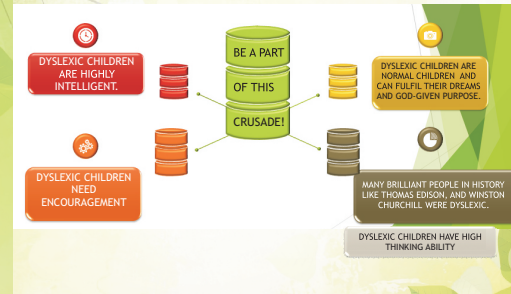 DYSLEXIC CHILDREN
ARE HIGHLY
INTELLIGENT.
BE A PART
OF THIS
CRUSADE!
DYSLEXIC CHILDREN ARE
NORMAL CHILDREN AND
CAN FULFIL THEIR DREAMS
AND GOD-GIVEN PURPOSE.
DYSLEXIC CHILDREN
NEED
ENCOURAGEMENT
MANY BRILLIANT PEOPLE IN HISTORY
LIKE THOMAS EDISON, AND WINSTON
CHURCHILL WERE DYSLEXIC.
DYSLEXIC CHILDREN HAVE HIGH
THINKING ABILITY